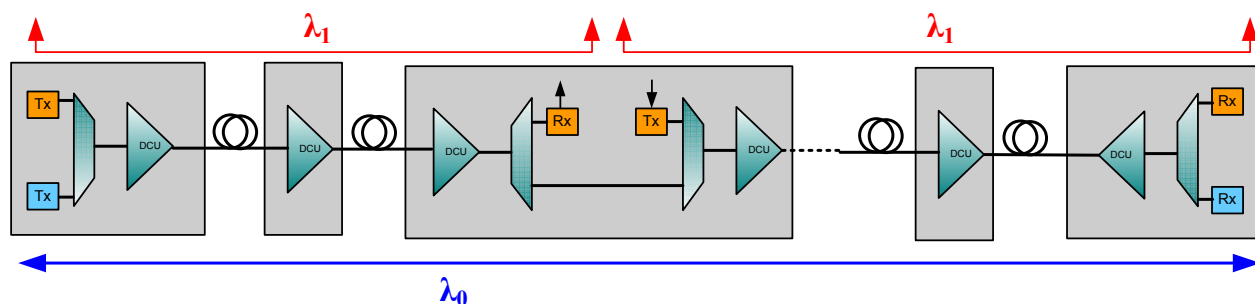 λ1 λ1
Tx Rx Tx Rx
DCU DCU DCU DCU DCU DCU
Tx Rx
λ0